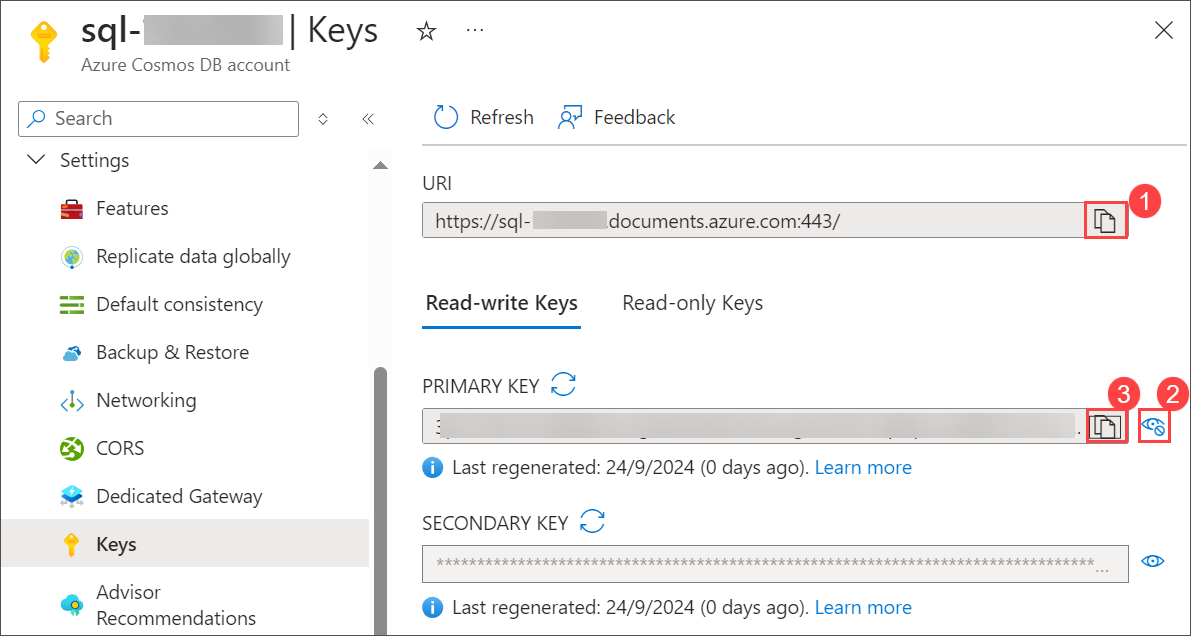 sql- | Keys
Azure Cosmos DB account
Search
Settings
Features
Replicate data globally
Default consistency
Backup & Restore
Networking
CORS
Dedicated Gateway
Keys
Advisor
Recommendations
Refresh
Feedback
URI
https://sql- .documents.azure.com:443/
1
Read-write Keys
Read-only Keys
PRIMARY KEY
3
2
Last regenerated: 24/9/2024 (0 days ago). Learn more
SECONDARY KEY
Last regenerated: 24/9/2024 (0 days ago). Learn more